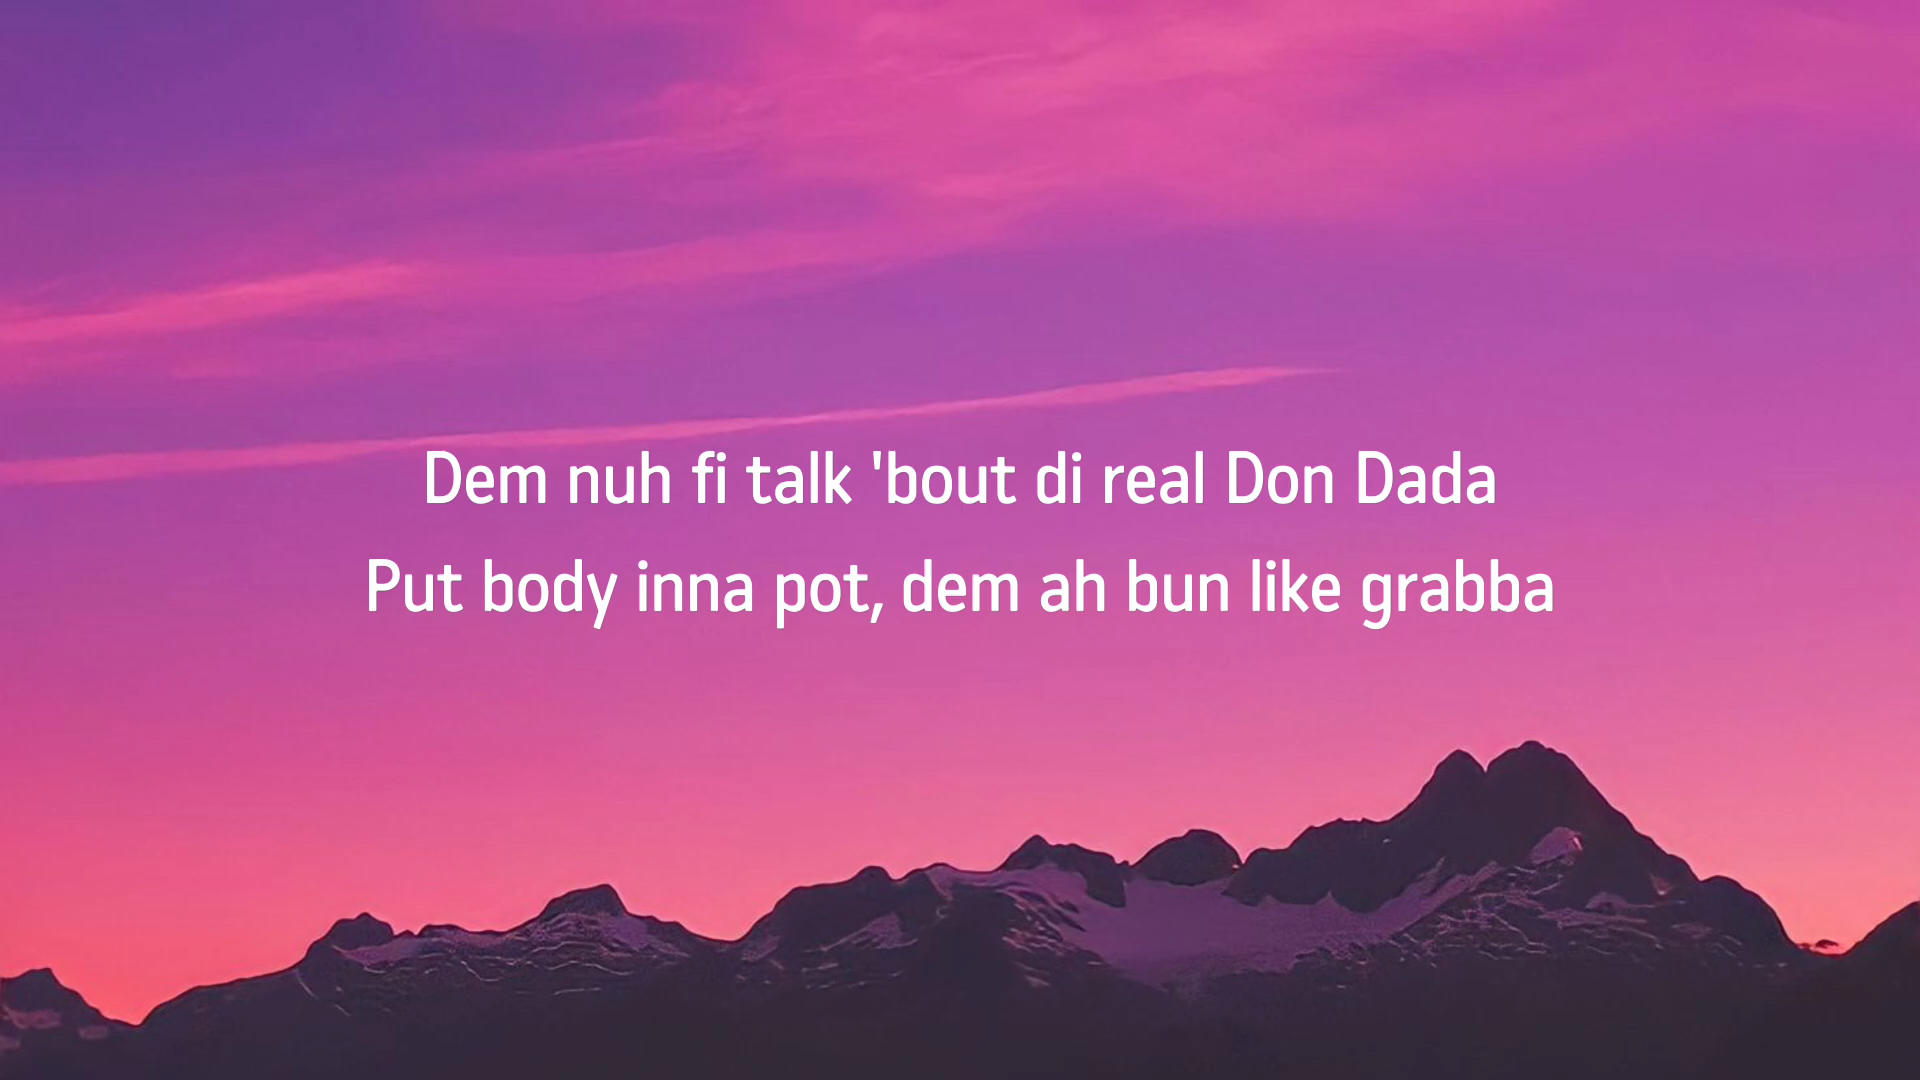 Dem nuh fi talk 'bout di real Don Dada
Put body inna pot, dem ah bun like grabba